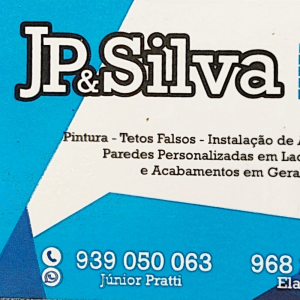 JP&Silva
Pintura - Tetos Falsos - Instalação de
Paredes Personalizadas em
e Acabamentos em
939 050 063 968
Júnior Pratti